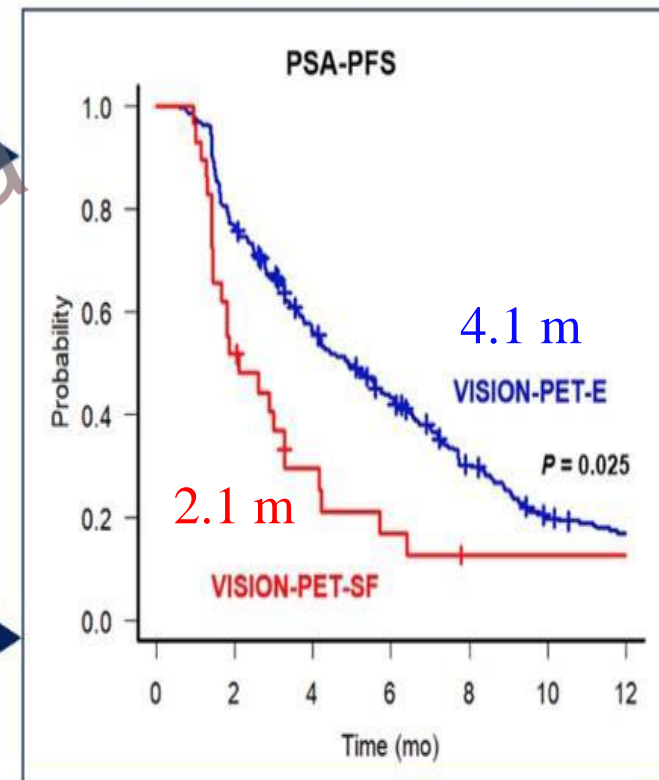 PSA-PFS
1.0
0.8
0.6
0.4
0.2
0.0
Probability
4.1 m
VISION-PET-E
P = 0.025
2.1 m
VISION-PET-SF
0 2 4 6 8 10 12
Time (mo)